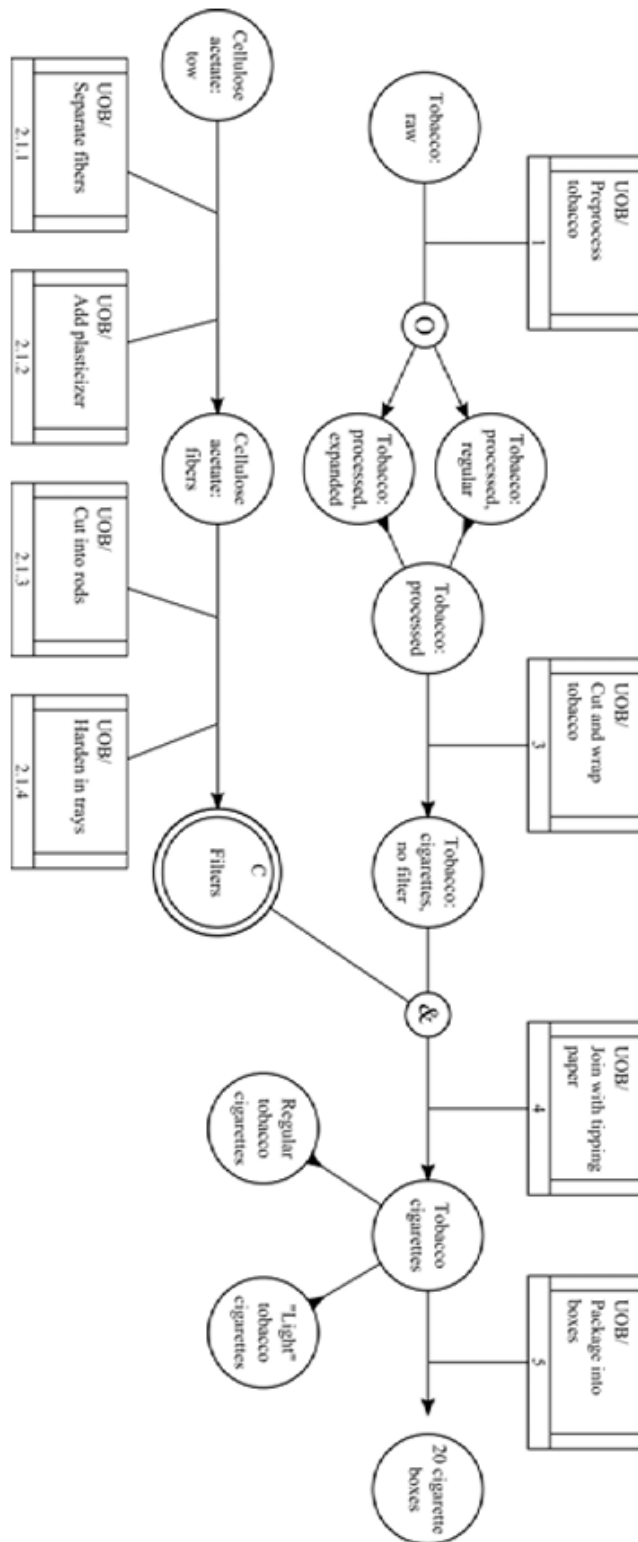 UOB/
Preprocess
tobacco
1
UOB/
Cut and wrap
tobacco
3
UOB/
Join with tipping
paper
4
UOB/
Package into
boxes
5
Tobacco:
raw
O
Tobacco:
processed,
regular
Tobacco:
processed,
expanded
Tobacco:
processed
Tobacco:
cigarettes,
no filter
&
Tobacco
cigarettes
20 cigarette
boxes
Regular
tobacco
cigarettes
"Light"
tobacco
cigarettes
Cellulose
acetate:
tow
Cellulose
acetate:
fibers
C
Filters
UOB/
Separate fibers
2.1.1
UOB/
Add plasticizer
2.1.2
UOB/
Cut into rods
2.1.3
UOB/
Harden in trays
2.1.4